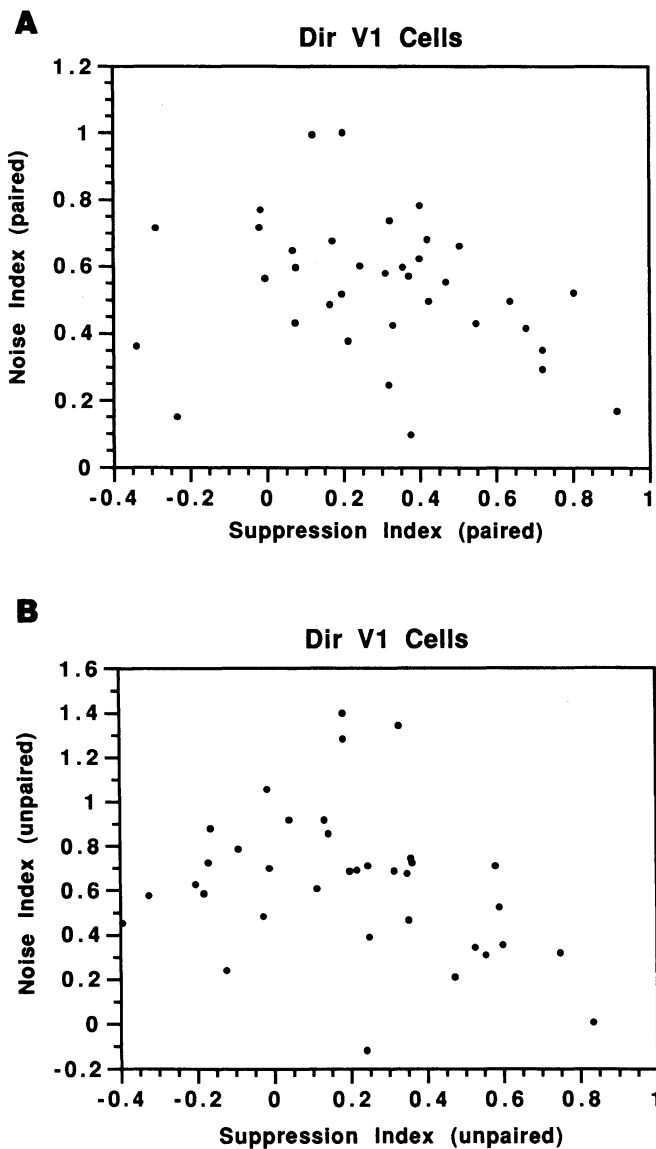 A
Dir V1 Cells
Noise Index (paired)
1.2
1
0.8
0.6
0.4
0.2
0
-0.4 -0.2 0 0.2 0.4 0.6 0.8 1
Suppression Index (paired)
B
Dir V1 Cells
Noise Index (unpaired)
1.6
1.4
1.2
1
0.8
0.6
0.4
0.2
0
-0.2
-0.4 -0.2 0 0.2 0.4 0.6 0.8 1
Suppression Index (unpaired)